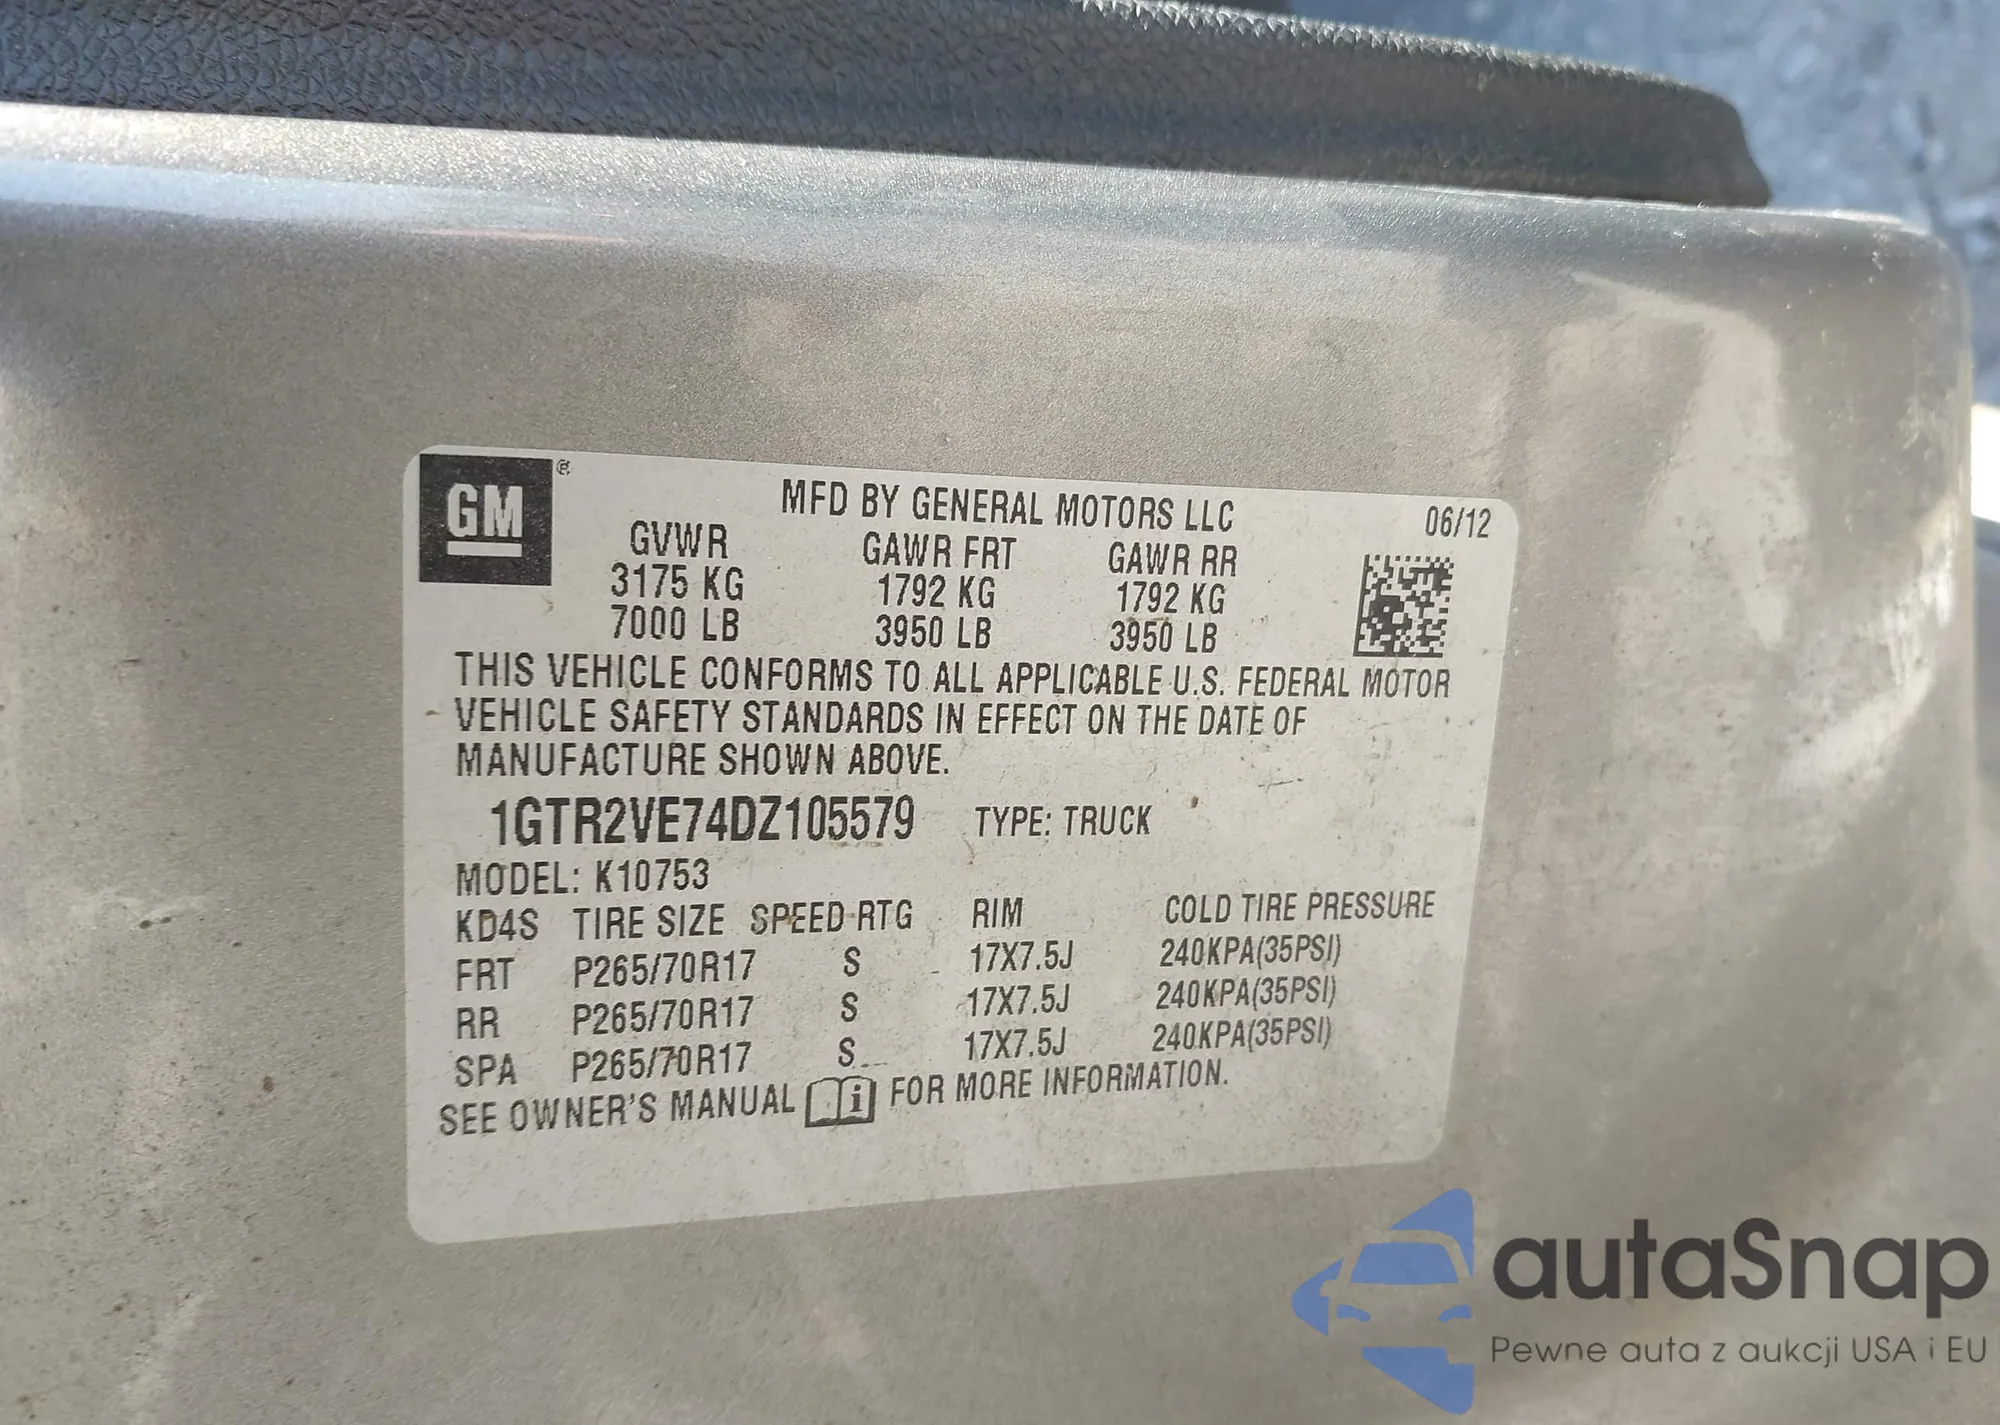 GM ®
MFD BY GENERAL MOTORS LLC 06/12
GVWR GAWR FRT GAWR RR
3175 KG 1792 KG 1792 KG
7000 LB 3950 LB 3950 LB
THIS VEHICLE CONFORMS TO ALL APPLICABLE U.S. FEDERAL MOTOR
VEHICLE SAFETY STANDARDS IN EFFECT ON THE DATE OF
MANUFACTURE SHOWN ABOVE.
1GTR2VE74DZ105579 TYPE: TRUCK
MODEL: K10753
KD4S TIRE SIZE SPEED RTG RIM COLD TIRE PRESSURE
FRT P265/70R17 S 17X7.5J 240KPA(35PSI)
RR P265/70R17 S 17X7.5J 240KPA(35PSI)
SPA P265/70R17 S 17X7.5J 240KPA(35PSI)
SEE OWNER'S MANUAL i FOR MORE INFORMATION.
autaSnap
Pewne auta z aukcji USA i EU